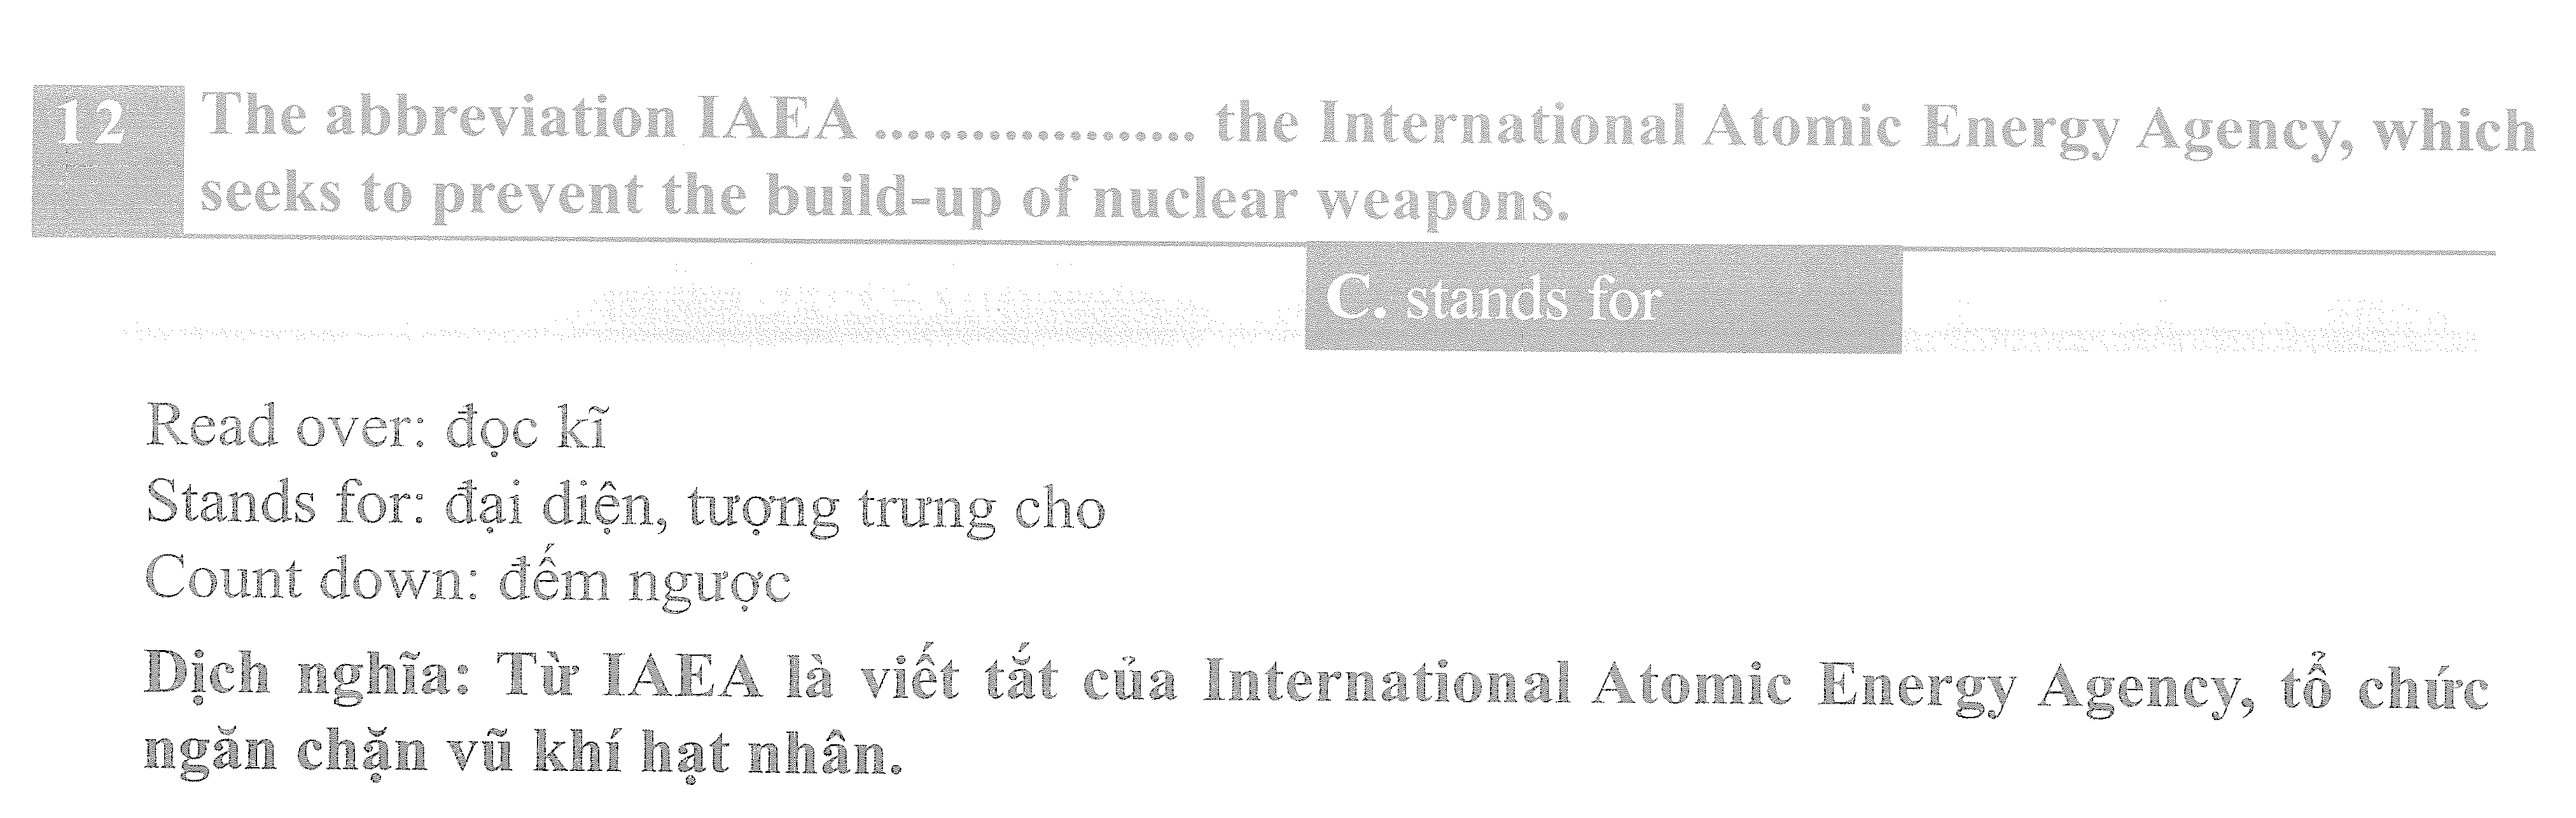 12 The abbreviation IAEA ................... the International Atomic Energy Agency, which
seeks to prevent the build-up of nuclear weapons.
C. stands for
Read over: đọc kĩ
Stands for: đại diện, tượng trưng cho
Count down: đếm ngược
Dịch nghĩa: Từ IAEA là viết tắt của International Atomic Energy Agency, tổ chức
ngăn chặn vũ khí hạt nhân.